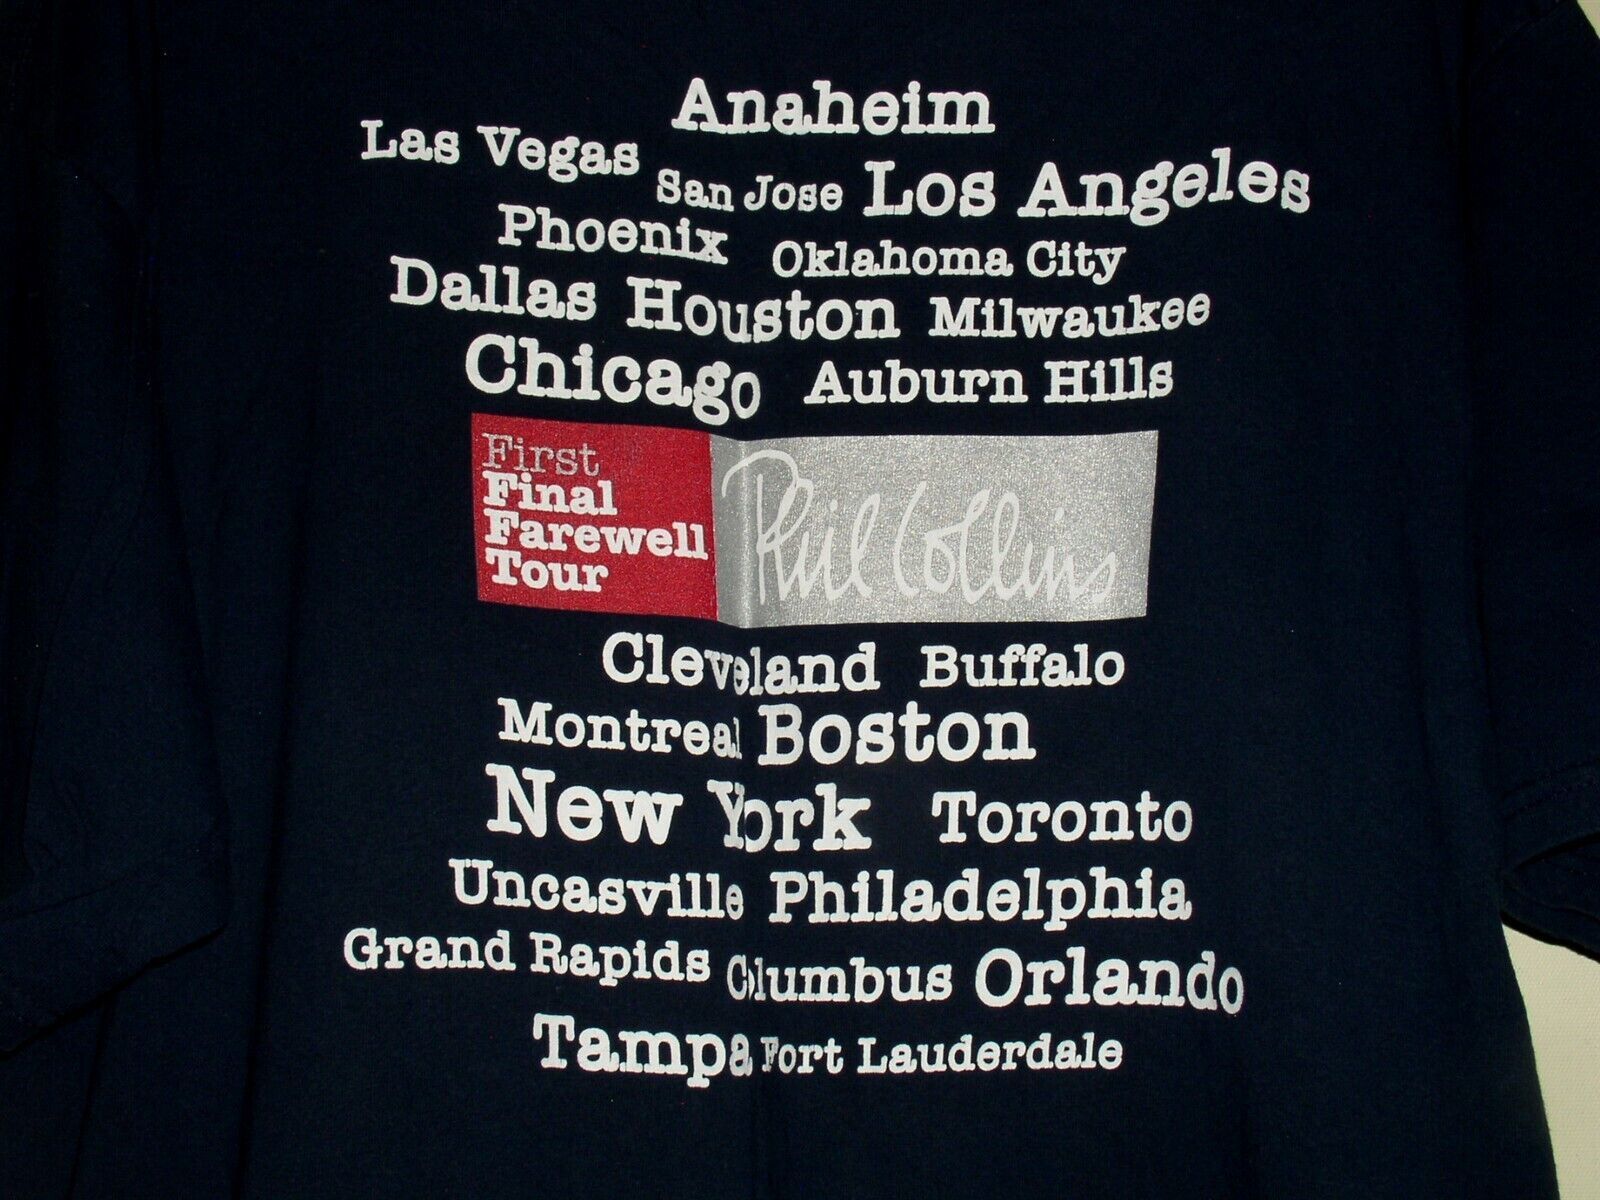 Anaheim
Las Vegas San Jose Los Angeles
Phoenix Oklahoma City
Dallas Houston Milwaukee
Chicago Auburn Hills
First
Final
Farewell
Tour
Phil Collins
Cleveland Buffalo
Montreal Boston
New York Toronto
Uncasville Philadelphia
Grand Rapids Columbus Orlando
Tampa Fort Lauderdale